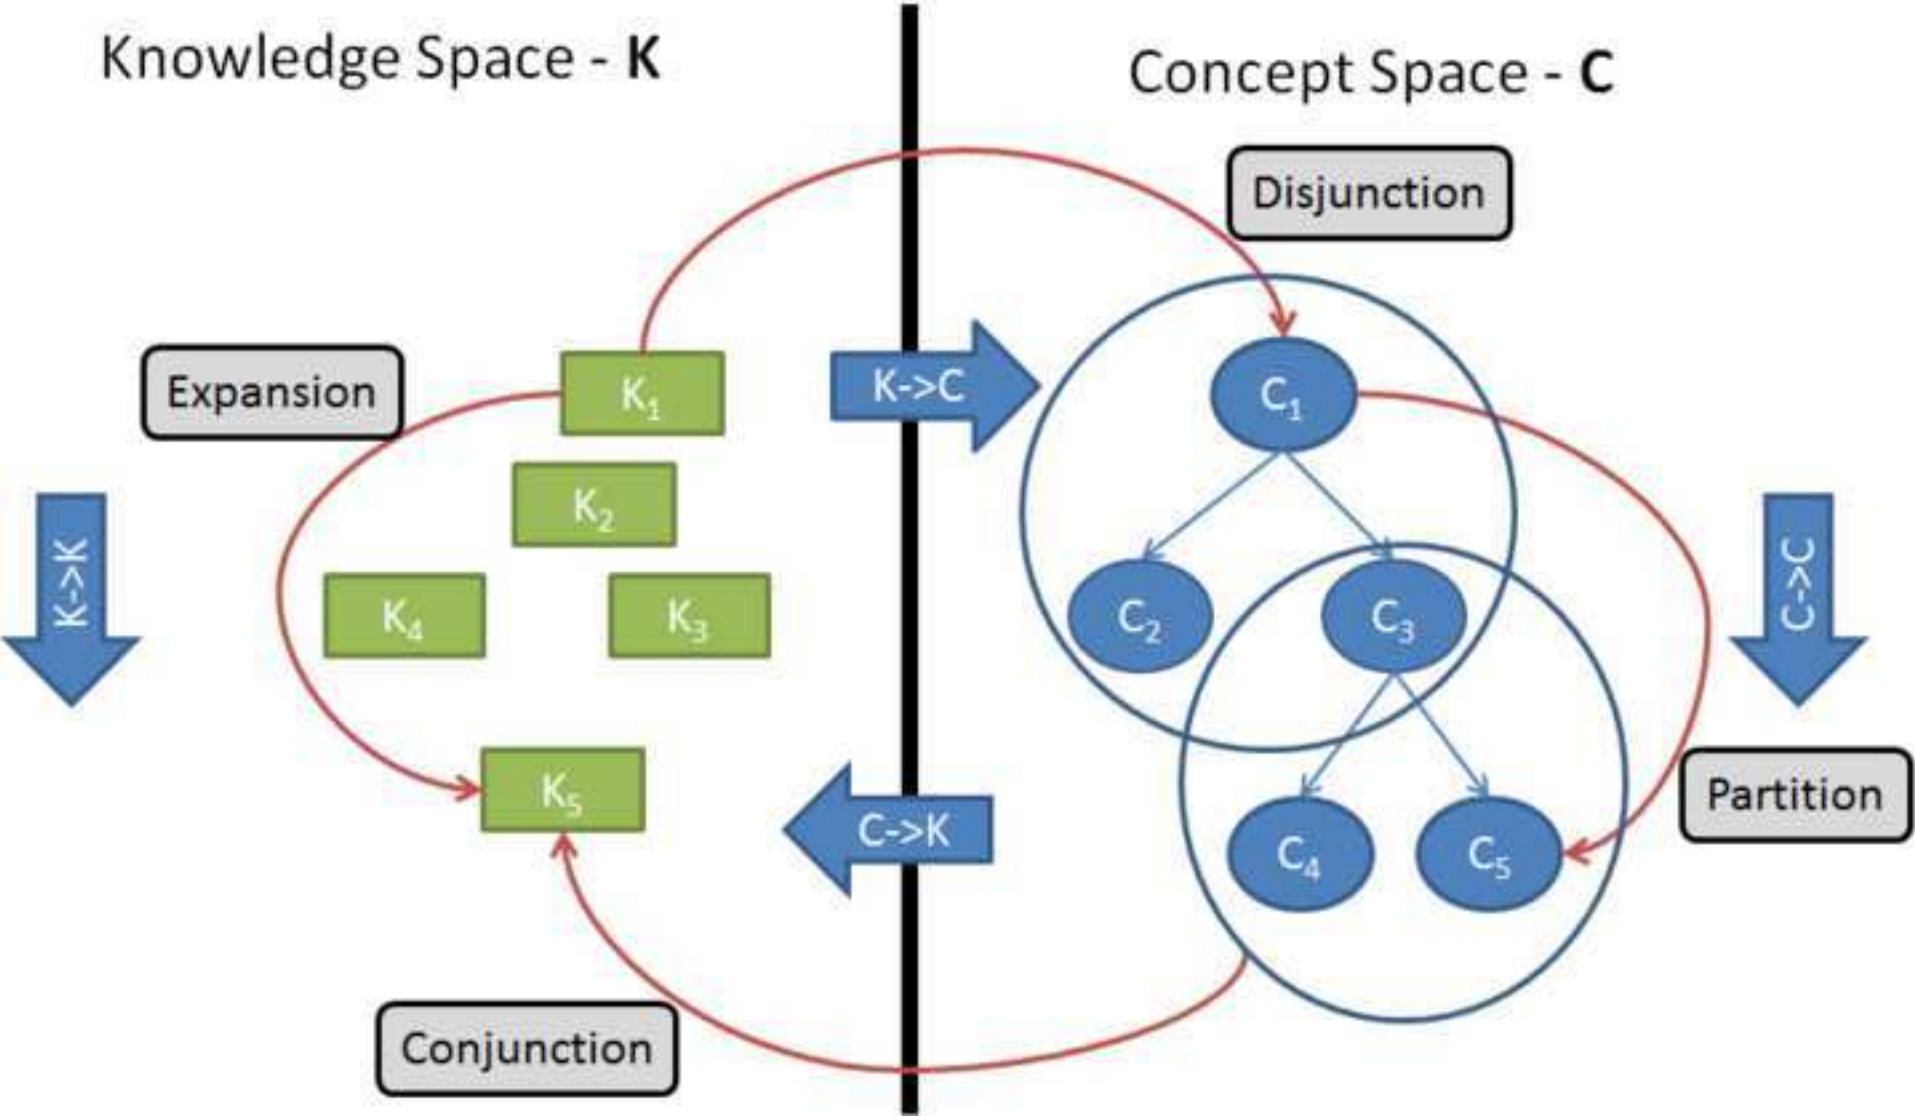 Knowledge Space - K
Concept Space - C
Disjunction
Expansion
K₁
K->C
C₁
K₂
K->K
C->C
K₄
K₃
C₂
C₃
K₅
C->K
Partition
C₄
C₅
Conjunction